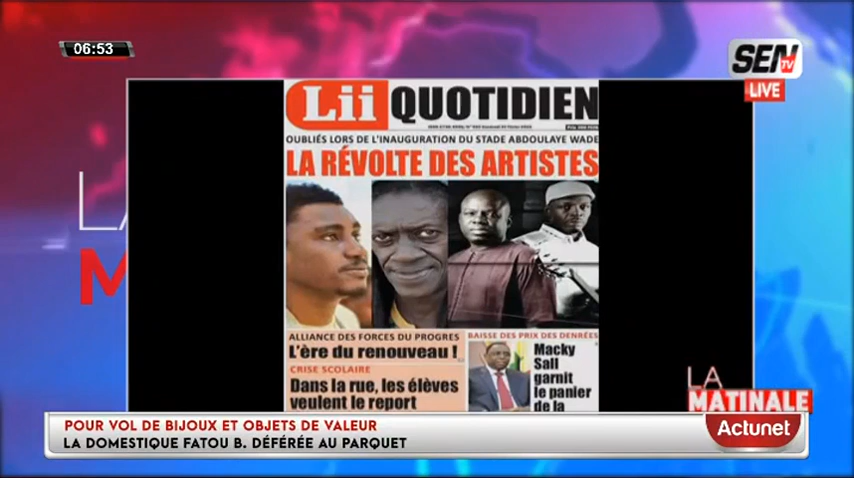 06:53
SEN TV
LIVE
Lii QUOTIDIEN
OUBLIÉS LORS DE L'INAUGURATION DU STADE ABDOULAYE WADE
LA RÉVOLTE DES ARTISTES
ALLIANCE DES FORCES DU PROGRES
L'ère du renouveau !
CRISE SCOLAIRE
Dans la rue, les élèves
veulent le report
BAISSE DES PRIX DES DENRÉES
Macky
Sall
garnit
le panier
de la
LA
M
LA
MATINALE
Actunet
POUR VOL DE BIJOUX ET OBJETS DE VALEUR
LA DOMESTIQUE FATOU B. DÉFÉRÉE AU PARQUET